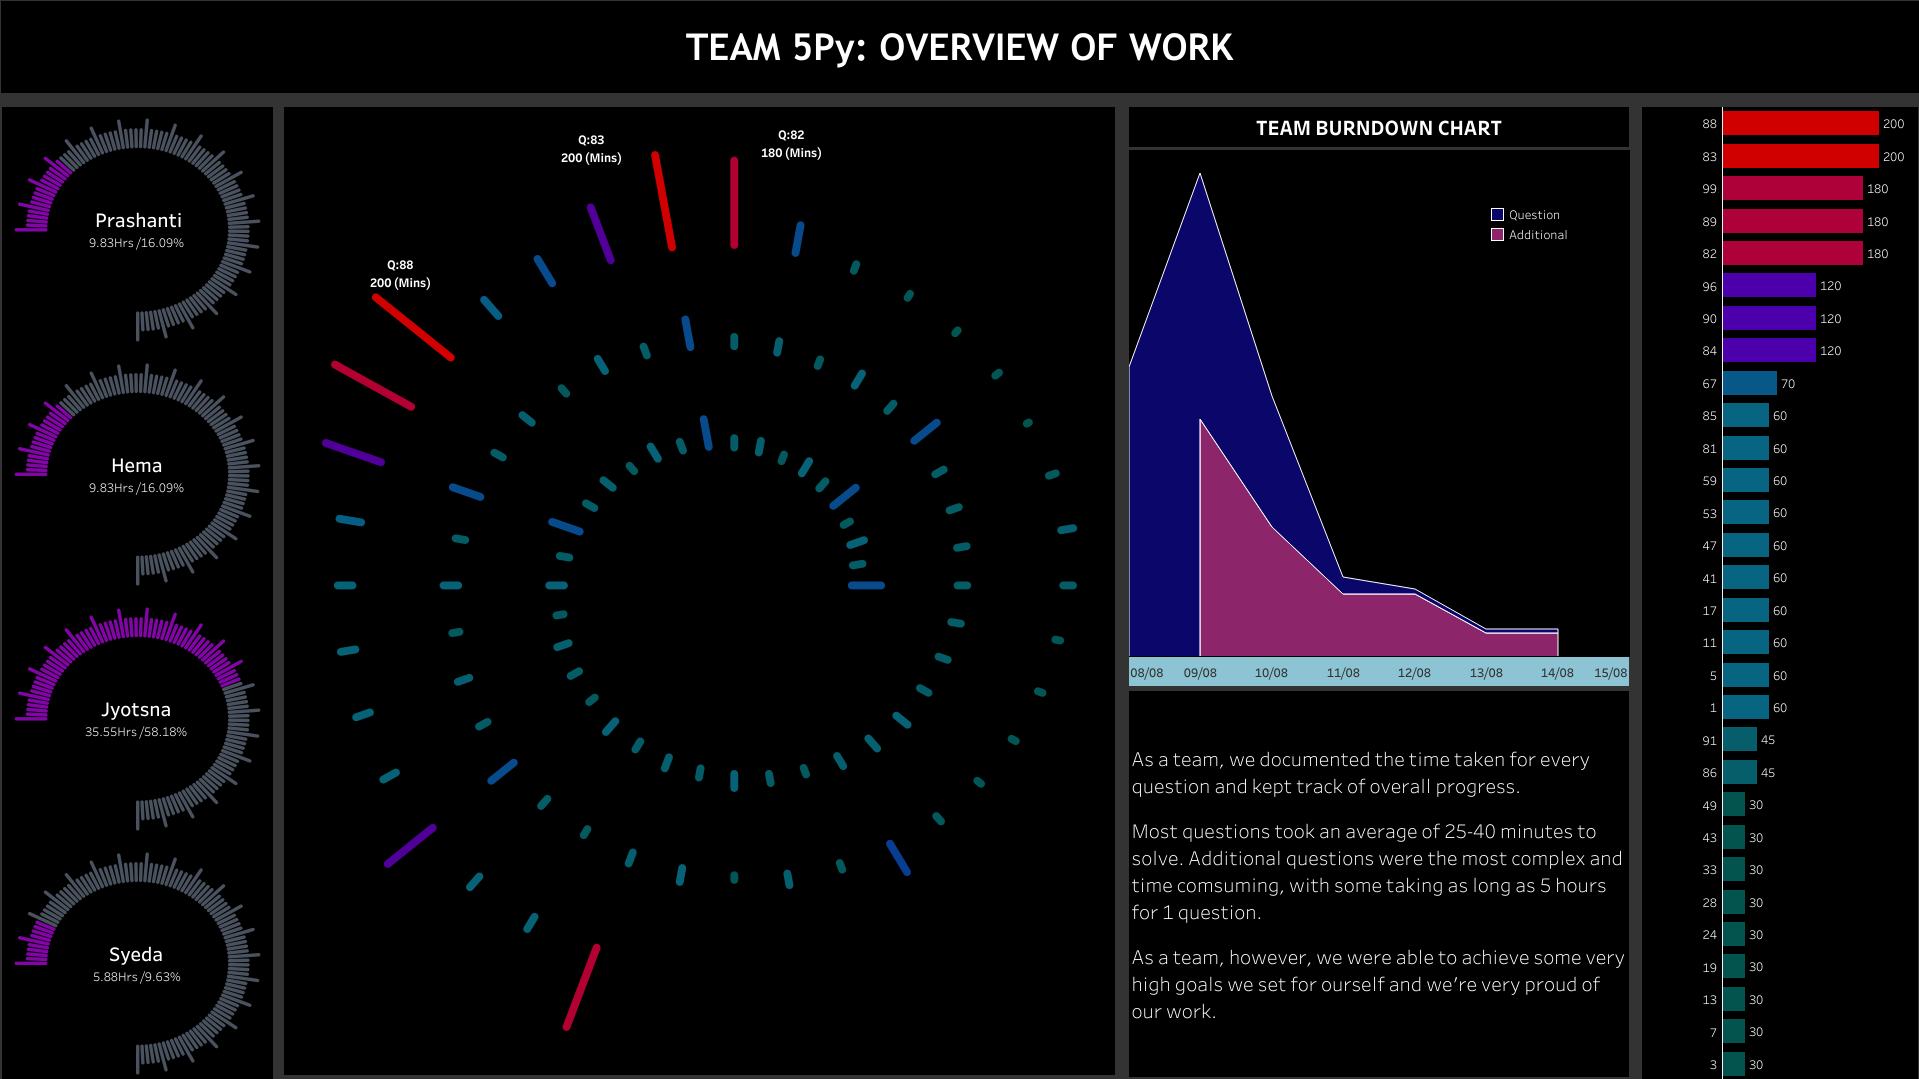 TEAM 5Py: OVERVIEW OF WORK
Prashanti
9.83Hrs /16.09%
Hema
9.83Hrs /16.09%
Jyotsna
35.55Hrs /58.18%
Syeda
5.88Hrs /9.63%
Q:83
200 (Mins)
Q:82
180 (Mins)
Q:88
200 (Mins)
TEAM BURNDOWN CHART
Question
Additional
08/08 09/08 10/08 11/08 12/08 13/08 14/08 15/08
As a team, we documented the time taken for every
question and kept track of overall progress.
Most questions took an average of 25-40 minutes to
solve. Additional questions were the most complex and
time comsuming, with some taking as long as 5 hours
for 1 question.
As a team, however, we were able to achieve some very
high goals we set for ourself and we're very proud of
our work.
88 200
83 200
99 180
89 180
82 180
96 120
90 120
84 120
67 70
85 60
81 60
59 60
53 60
47 60
41 60
17 60
11 60
5 60
1 60
91 45
86 45
49 30
43 30
33 30
28 30
24 30
19 30
13 30
7 30
3 30